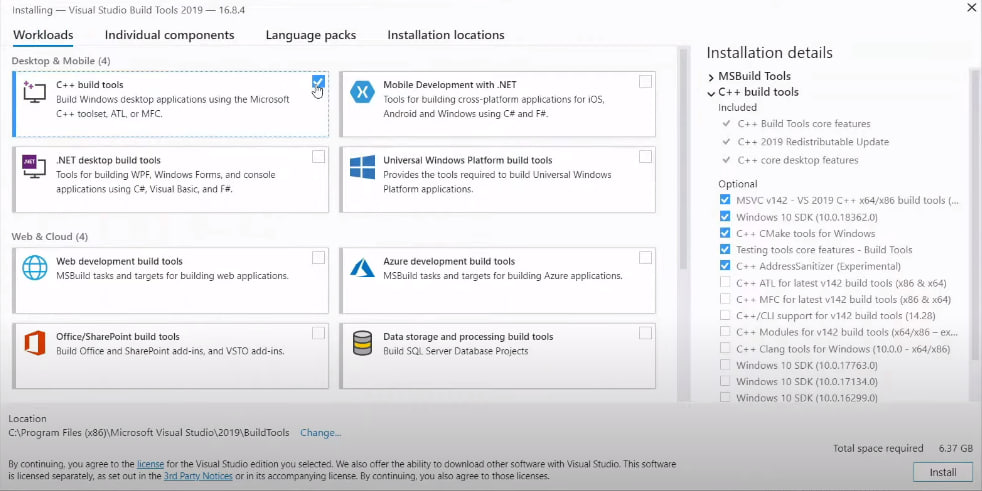 Installing — Visual Studio Build Tools 2019 — 16.8.4
Workloads
Individual components
Language packs
Installation locations
Desktop & Mobile (4)
C++ build tools
Build Windows desktop applications using the Microsoft
C++ toolset, ATL, or MFC.
Mobile Development with .NET
Tools for building cross-platform applications for iOS,
Android and Windows using C# and F#.
.NET
.NET desktop build tools
Tools for building WPF, Windows Forms, and console
applications using C#, Visual Basic, and F#.
Universal Windows Platform build tools
Provides the tools required to build Universal Windows
Platform applications.
Web & Cloud (4)
Web development build tools
MSBuild tasks and targets for building web applications.
Azure development build tools
MSBuild tasks and targets for building Azure applications.
Office/SharePoint build tools
Build Office and SharePoint add-ins, and VSTO add-ins.
Data storage and processing build tools
Build SQL Server Database Projects
Installation details
MSBuild Tools
C++ build tools
Included
C++ Build Tools core features
C++ 2019 Redistributable Update
C++ core desktop features
Optional
MSVC v142 - VS 2019 C++ x64/x86 build tools (...
Windows 10 SDK (10.0.18362.0)
C++ CMake tools for Windows
Testing tools core features - Build Tools
C++ AddressSanitizer (Experimental)
C++ ATL for latest v142 build tools (x86 & x64)
C++ MFC for latest v142 build tools (x86 & x64)
C++/CLI support for v142 build tools (14.28)
C++ Modules for v142 build tools (x64/x86 – ex...
C++ Clang tools for Windows (10.0.0 - x64/x86)
Windows 10 SDK (10.0.17763.0)
Windows 10 SDK (10.0.17134.0)
Windows 10 SDK (10.0.16299.0)
Location
C:\Program Files (x86)\Microsoft Visual Studio\2019\BuildTools Change...
Total space required 6.37 GB
By continuing, you agree to the license for the Visual Studio edition you selected. We also offer the ability to download other software with Visual Studio. This software
is licensed separately, as set out in the 3rd Party Notices or in its accompanying license. By continuing, you also agree to those licenses.
Install